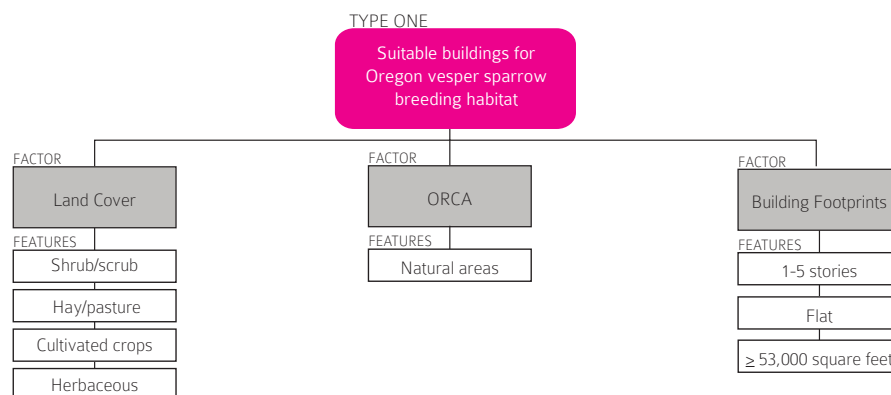 TYPE ONE
Suitable buildings for
Oregon vesper sparrow
breeding habitat
FACTOR
Land Cover
FEATURES
Shrub/scrub
Hay/pasture
Cultivated crops
Herbaceous
FACTOR
ORCA
FEATURES
Natural areas
FACTOR
Building Footprints
FEATURES
1-5 stories
Flat
≥ 53,000 square feet